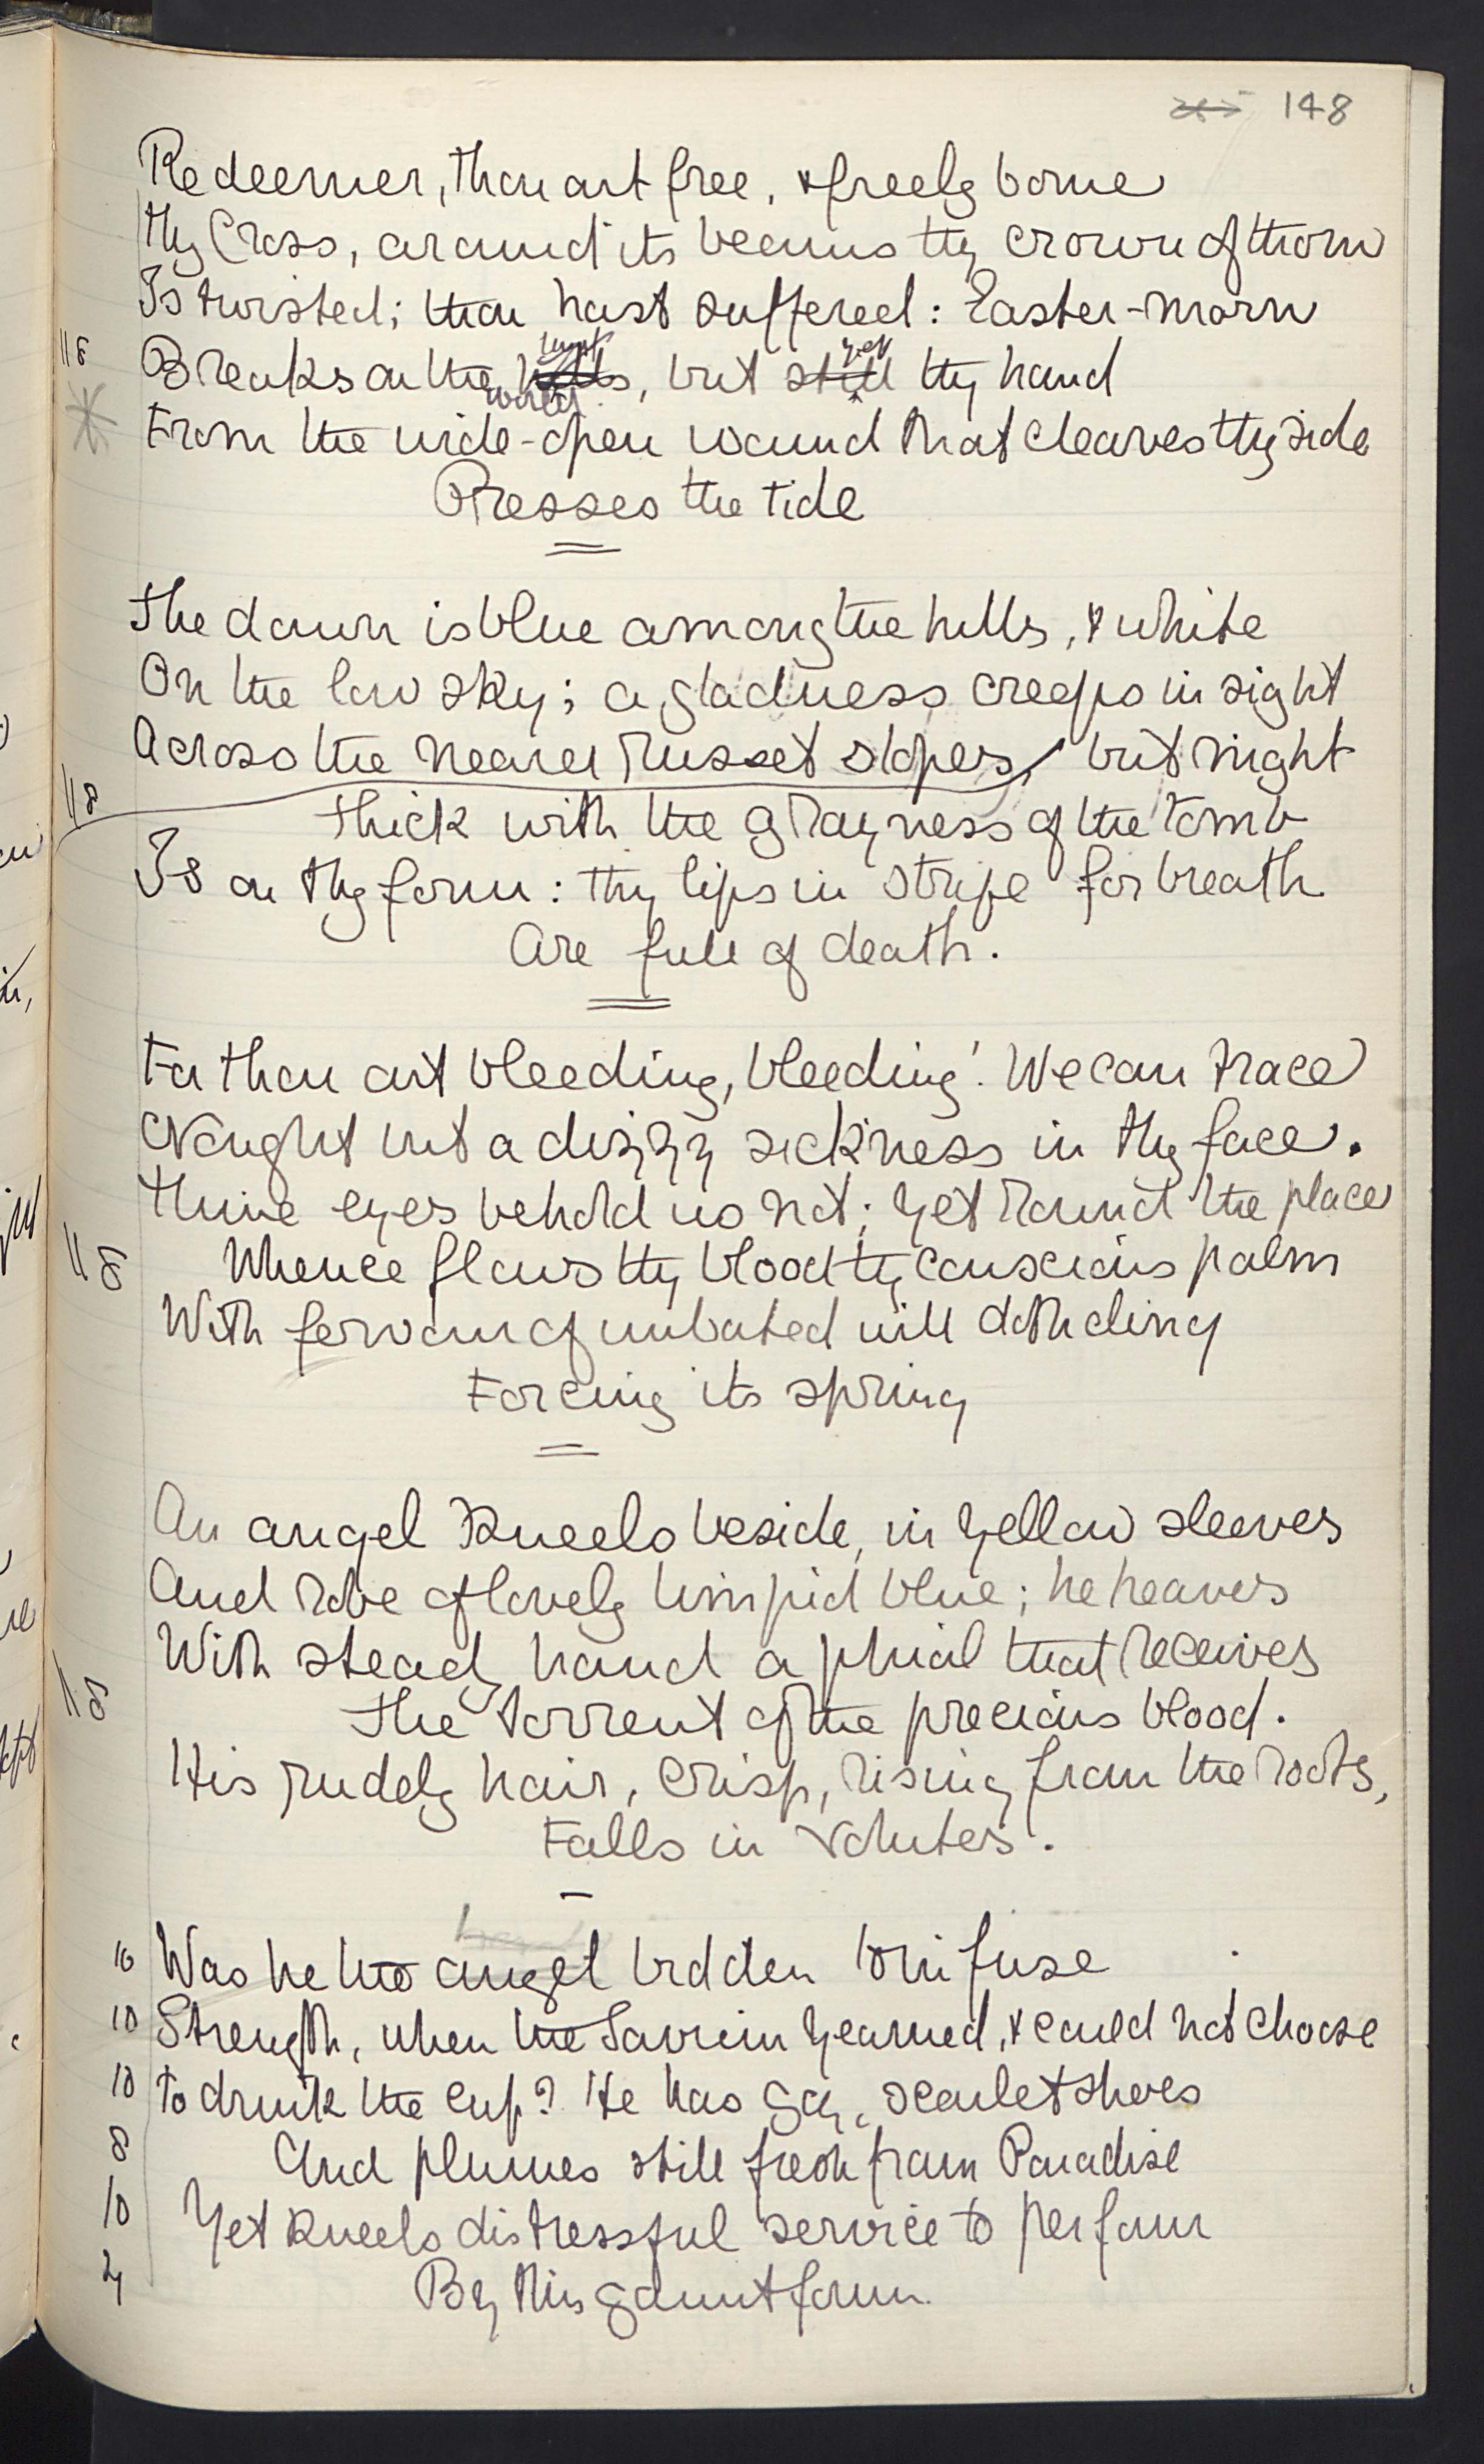 148
Redeemer, thou art free, & freely borne
Thy Cross, around its beams thy crown of thorn
Is twisted; thou hast suffered: Easter-morn
118 Breaks on the world, but still yet thy hand
From the wide-open wound that cleaves thy side
Presses the tide
The dawn is blue among the hills, & white
On the low sky; a gladness creeps in sight
Across the nearer russet slopes, but night
118 Thick with the grayness of the tomb
Is on thy form: thy lips in strife for breath
Are full of death.
For thou art bleeding, bleeding! We can trace
Nought but a dizzy sickness in thy face.
Thine eyes behold us not; yet round the place
118 Whence flows thy blood thy conscious palm
With fervour of unbated will doth cling
Forcing its spring
An angel kneels beside, in yellow sleeves
And robe of lovely limpid blue; he heaves
With steady hand a phial that receives
118 The torrent of the precious blood.
His rudely hair, crisp, rising from the roots,
Falls in volutes.
10 Was he the angel bidden to infuse
10 Strength, when the Saviour yearned, & could not choose
10 To drink the cup? He has gay, scarlet shoes
8 And plumes still fresh from Paradise
10 Yet kneels distressful service to perform
4 By this gaunt form